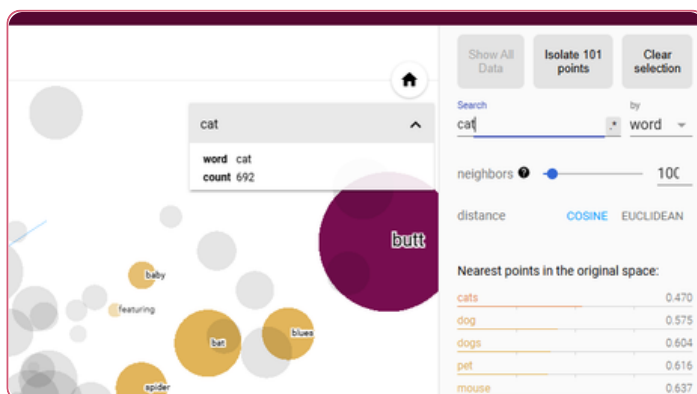 Show All
Data
Isolate 101
points
Clear
selection
Search
by
cat
.*
word
cat
word cat
count 692
neighbors ?
100
distance
COSINE
EUCLIDEAN
butt
baby
featuring
bat
blues
spider
Nearest points in the original space:
cats 0.470
dog 0.575
dogs 0.604
pet 0.616
mouse 0.637